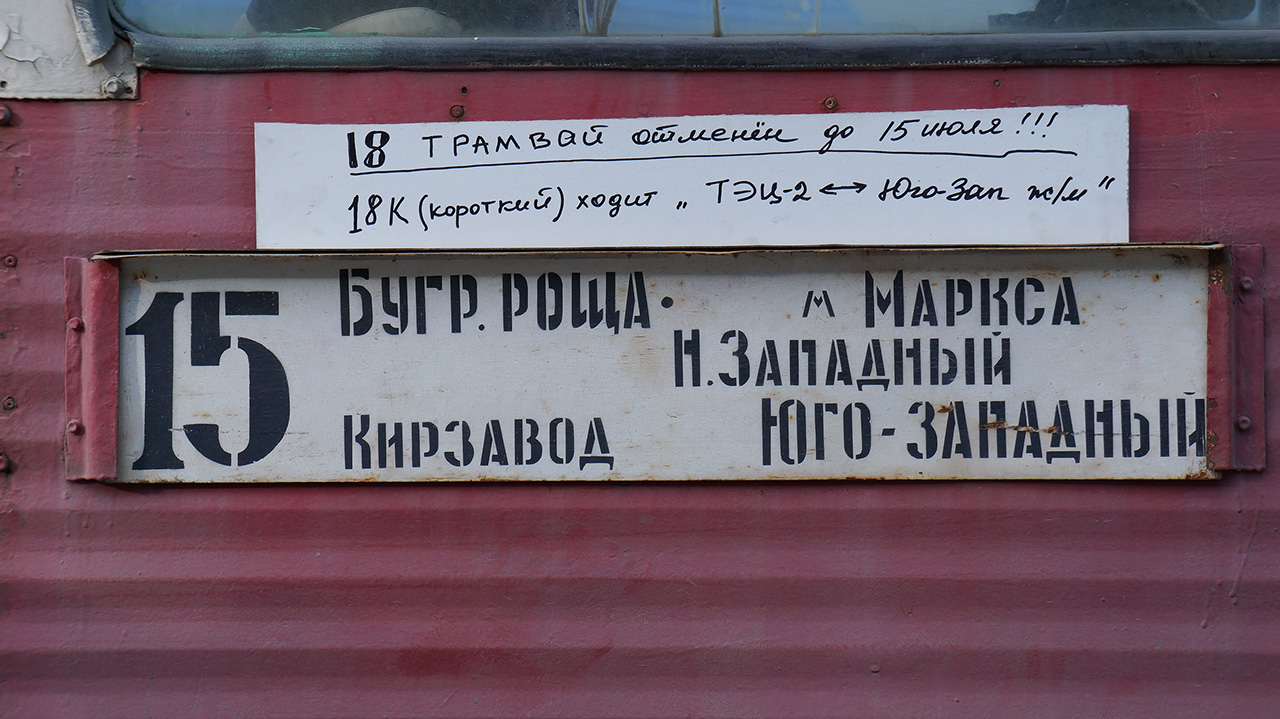 18 ТРАМВАЙ отменён до 15 июля!!!
18К (короткий) ходит „ТЭЦ-2 ↔ Юго-Зап ж/м“
15
БУГР. РОЩА · М МАРКСА
Н. ЗАПАДНЫЙ
КИРЗАВОД ЮГО-ЗАПАДНЫЙ